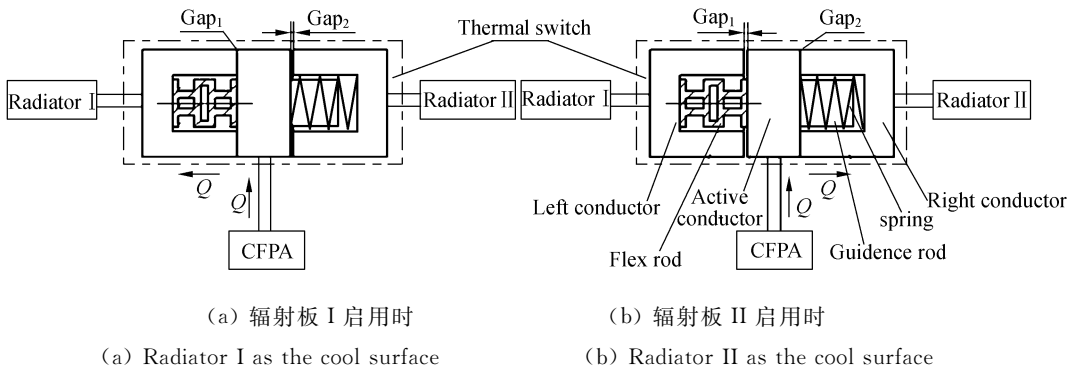 Gap₁ Gap₂ Gap₁ Gap₂
Thermal switch
Radiator Ⅰ Radiator Ⅱ Radiator Ⅰ Radiator Ⅱ
Q Q Q Q
Left conductor Active conductor Right conductor
spring
Flex rod Guidence rod
CFPA CFPA
(a) 辐射板 I 启用时 (b) 辐射板 II 启用时
(a) Radiator I as the cool surface (b) Radiator II as the cool surface